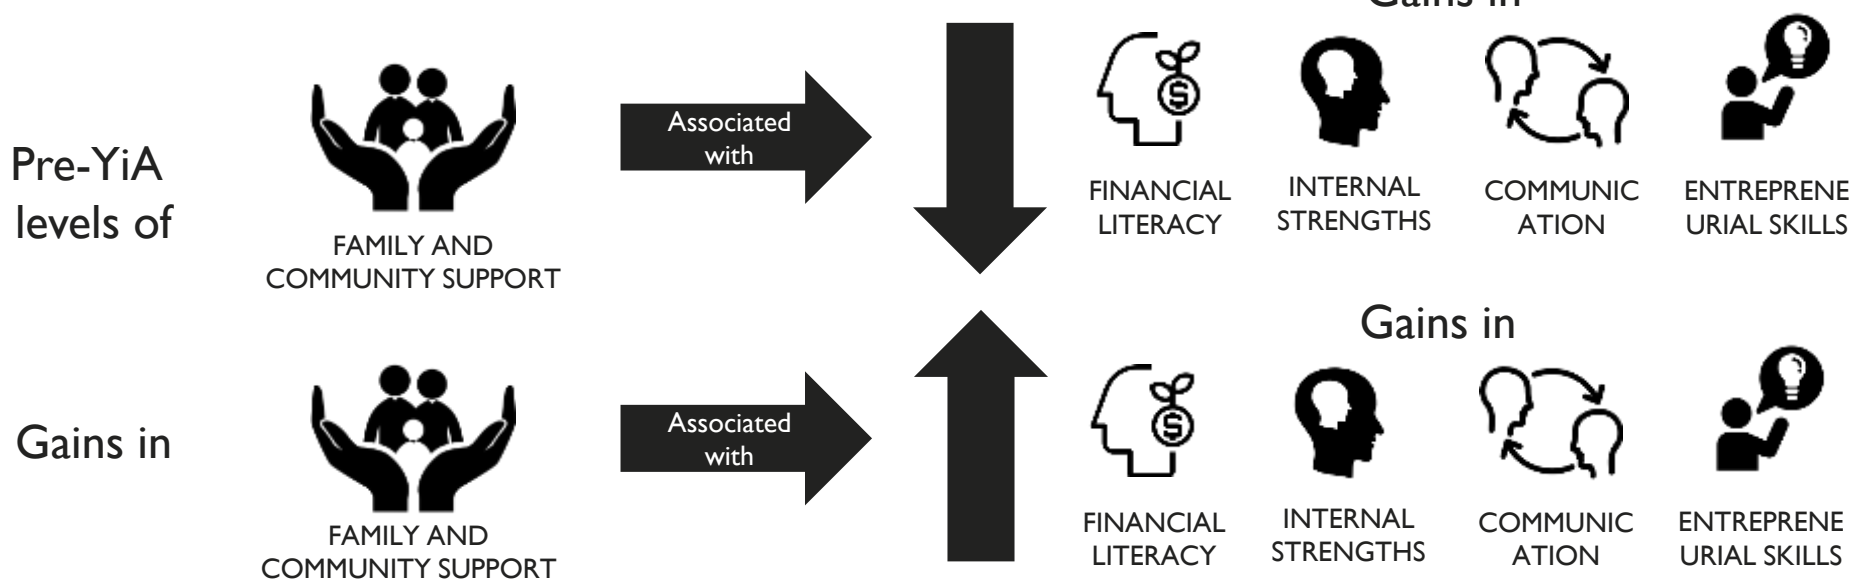 Gains in
Pre-YiA
levels of
FAMILY AND
COMMUNITY SUPPORT
Associated
with
FINANCIAL
LITERACY
INTERNAL
STRENGTHS
COMMUNIC
ATION
ENTREPRENE
URIAL SKILLS
Gains in
Gains in
FAMILY AND
COMMUNITY SUPPORT
Associated
with
FINANCIAL
LITERACY
INTERNAL
STRENGTHS
COMMUNIC
ATION
ENTREPRENE
URIAL SKILLS